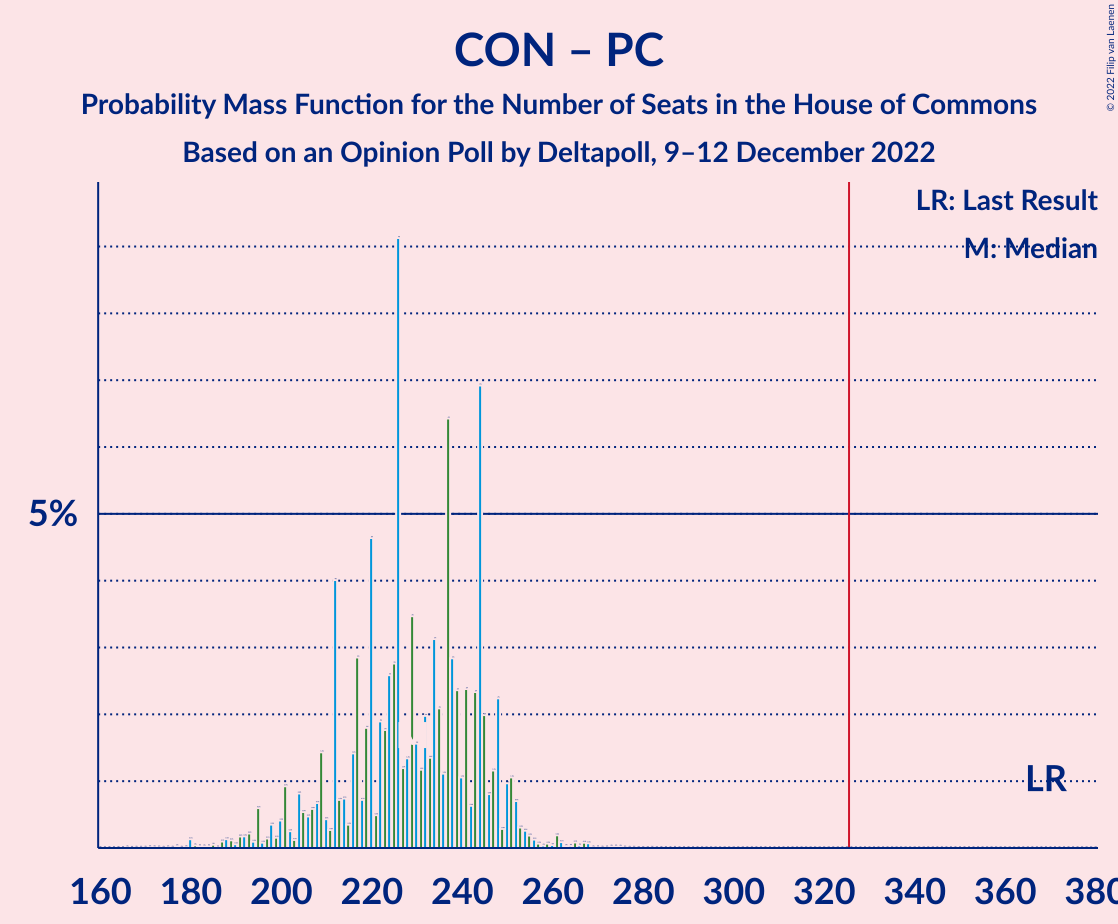 CON – PC
Probability Mass Function for the Number of Seats in the House of Commons
Based on an Opinion Poll by Deltapoll, 9–12 December 2022
© 2022 Filip van Laenen
LR: Last Result
M: Median
5%
LR
160 180 200 220 240 260 280 300 320 340 360 380